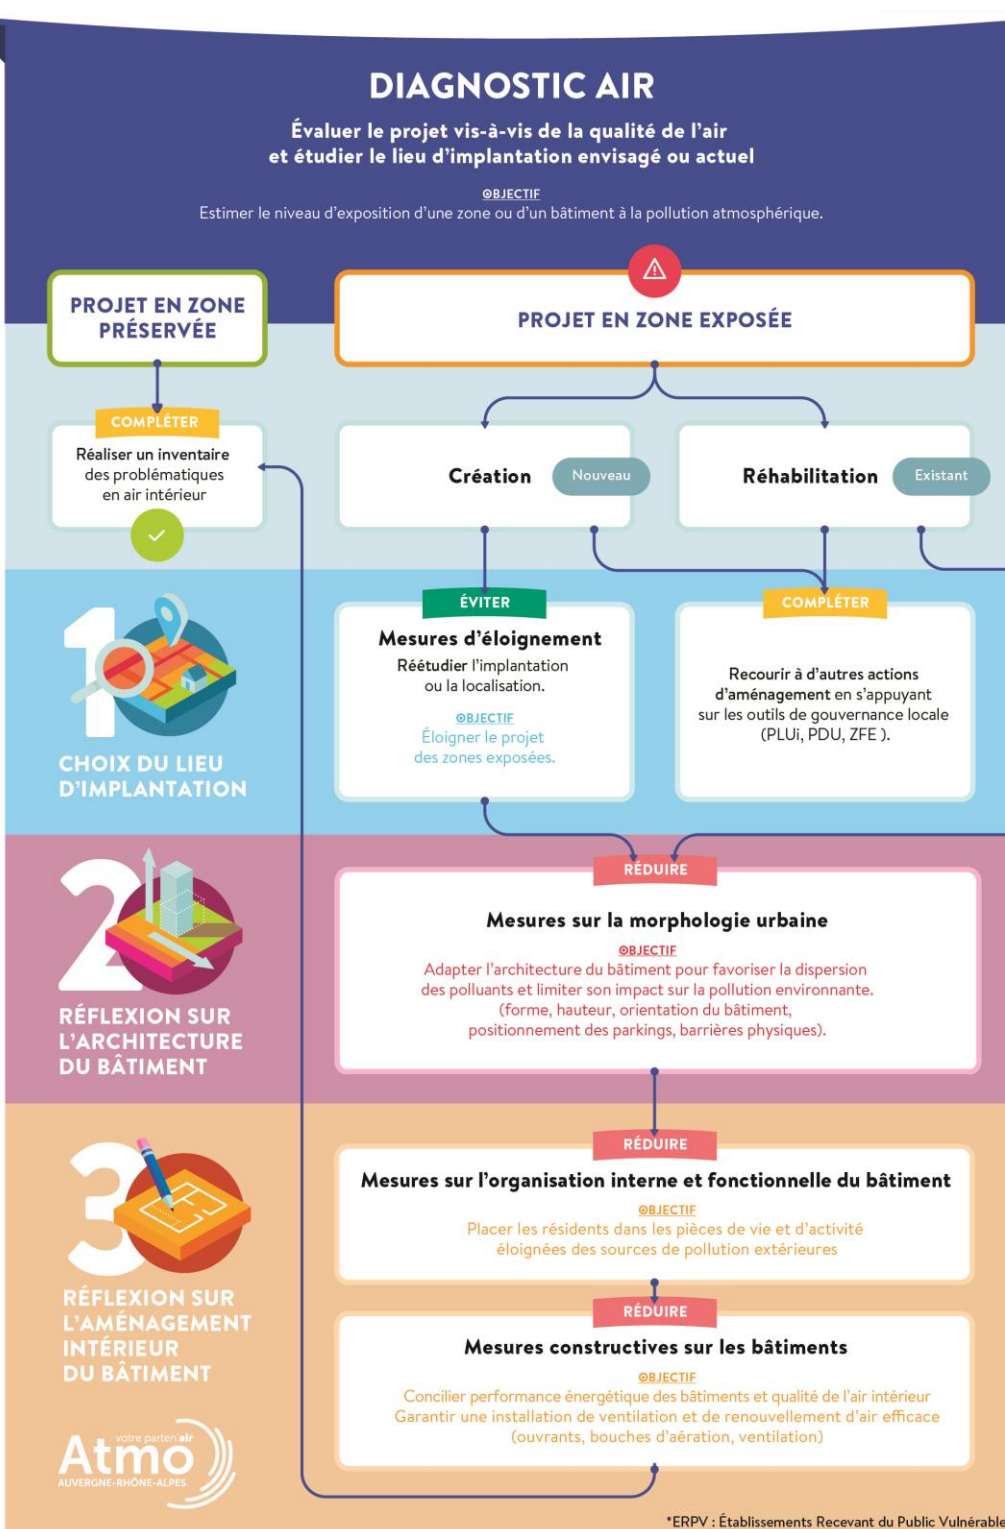 DIAGNOSTIC AIR
Évaluer le projet vis-à-vis de la qualité de l'air
et étudier le lieu d'implantation envisagé ou actuel
OBJECTIF
Estimer le niveau d'exposition d'une zone ou d'un bâtiment à la pollution atmosphérique.
PROJET EN ZONE
PRÉSERVÉE
PROJET EN ZONE EXPOSÉE
COMPLÉTER
Réaliser un inventaire
des problématiques
en air intérieur
Création
Nouveau
Réhabilitation
Existant
1
CHOIX DU LIEU
D'IMPLANTATION
ÉVITER
Mesures d'éloignement
Réétudier l'implantation
ou la localisation.
OBJECTIF
Éloigner le projet
des zones exposées.
COMPLÉTER
Recourir à d'autres actions
d'aménagement en s'appuyant
sur les outils de gouvernance locale
(PLUi, PDU, ZFE ).
2
RÉFLEXION SUR
L'ARCHITECTURE
DU BÂTIMENT
RÉDUIRE
Mesures sur la morphologie urbaine
OBJECTIF
Adapter l'architecture du bâtiment pour favoriser la dispersion
des polluants et limiter son impact sur la pollution environnante.
(forme, hauteur, orientation du bâtiment,
positionnement des parkings, barrières physiques).
3
RÉFLEXION SUR
L'AMÉNAGEMENT
INTÉRIEUR
DU BÂTIMENT
RÉDUIRE
Mesures sur l'organisation interne et fonctionnelle du bâtiment
OBJECTIF
Placer les résidents dans les pièces de vie et d'activité
éloignées des sources de pollution extérieures
RÉDUIRE
Mesures constructives sur les bâtiments
OBJECTIF
Concilier performance énergétique des bâtiments et qualité de l'air intérieur
Garantir une installation de ventilation et de renouvellement d'air efficace
(ouvrants, bouches d'aération, ventilation)
votre parten'air
Atmo
AUVERGNE-RHÔNE-ALPES
*ERPV : Établissements Recevant du Public Vulnérable